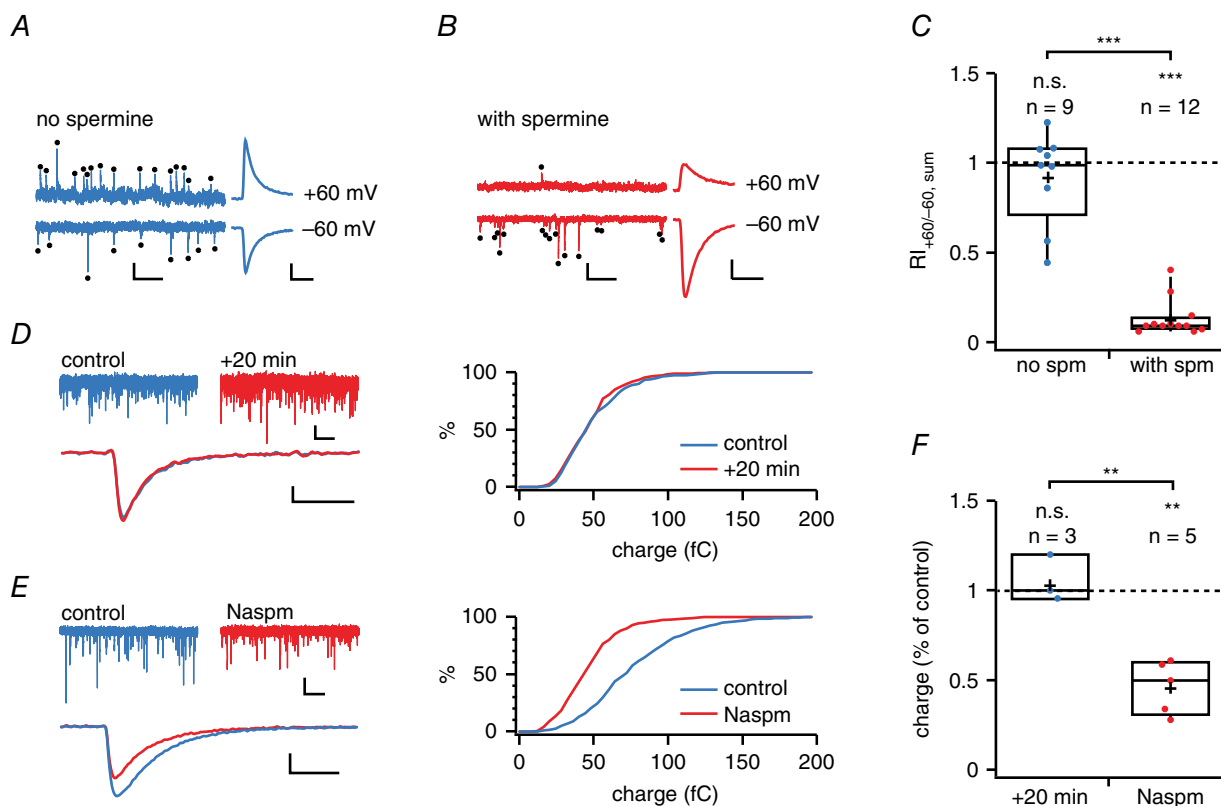 A
no spermine
+60 mV
–60 mV
B
with spermine
+60 mV
–60 mV
C
***
n.s.
***
n = 9
n = 12
1.5
1
0.5
0
RI+60/–60, sum
no spm
with spm
D
control
+20 min
100
50
0
%
control
+20 min
0
50
100
150
200
charge (fC)
E
control
Naspm
100
50
0
%
control
Naspm
0
50
100
150
200
charge (fC)
F
**
n.s.
**
n = 3
n = 5
1.5
1
0.5
0
charge (% of control)
+20 min
Naspm